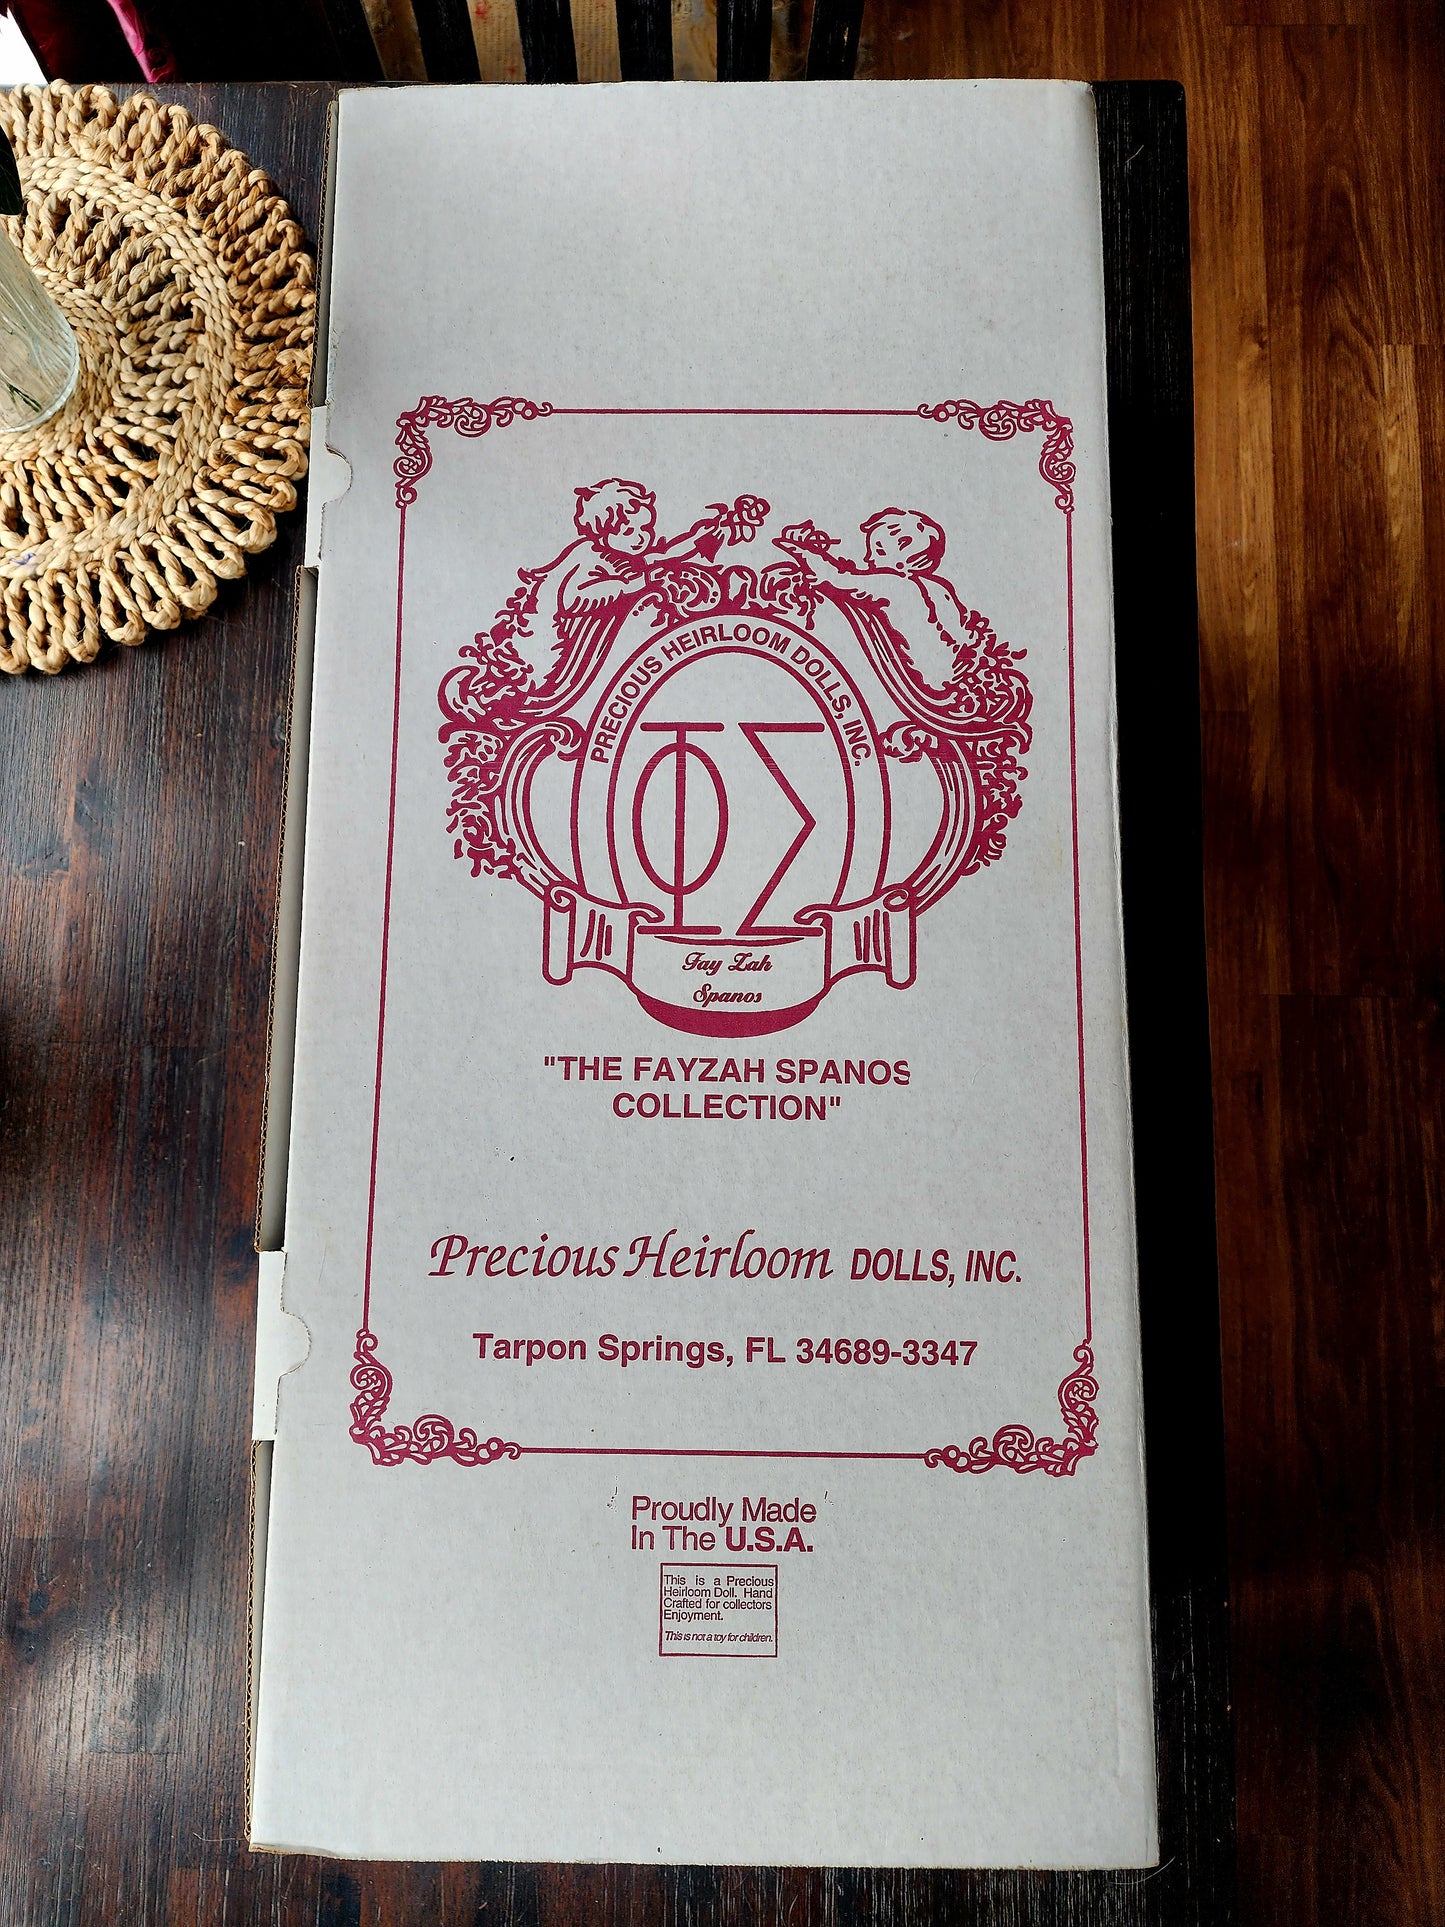 PRECIOUS HEIRLOOM DOLLS, INC.
ΦΣ
Fay Zah
Spanos
"THE FAYZAH SPANOS
COLLECTION"
Precious Heirloom DOLLS, INC.
Tarpon Springs, FL 34689-3347
Proudly Made
In The U.S.A.
This is a Precious
Heirloom Doll. Hand
Crafted for collectors
Enjoyment.
This is not a toy for children.